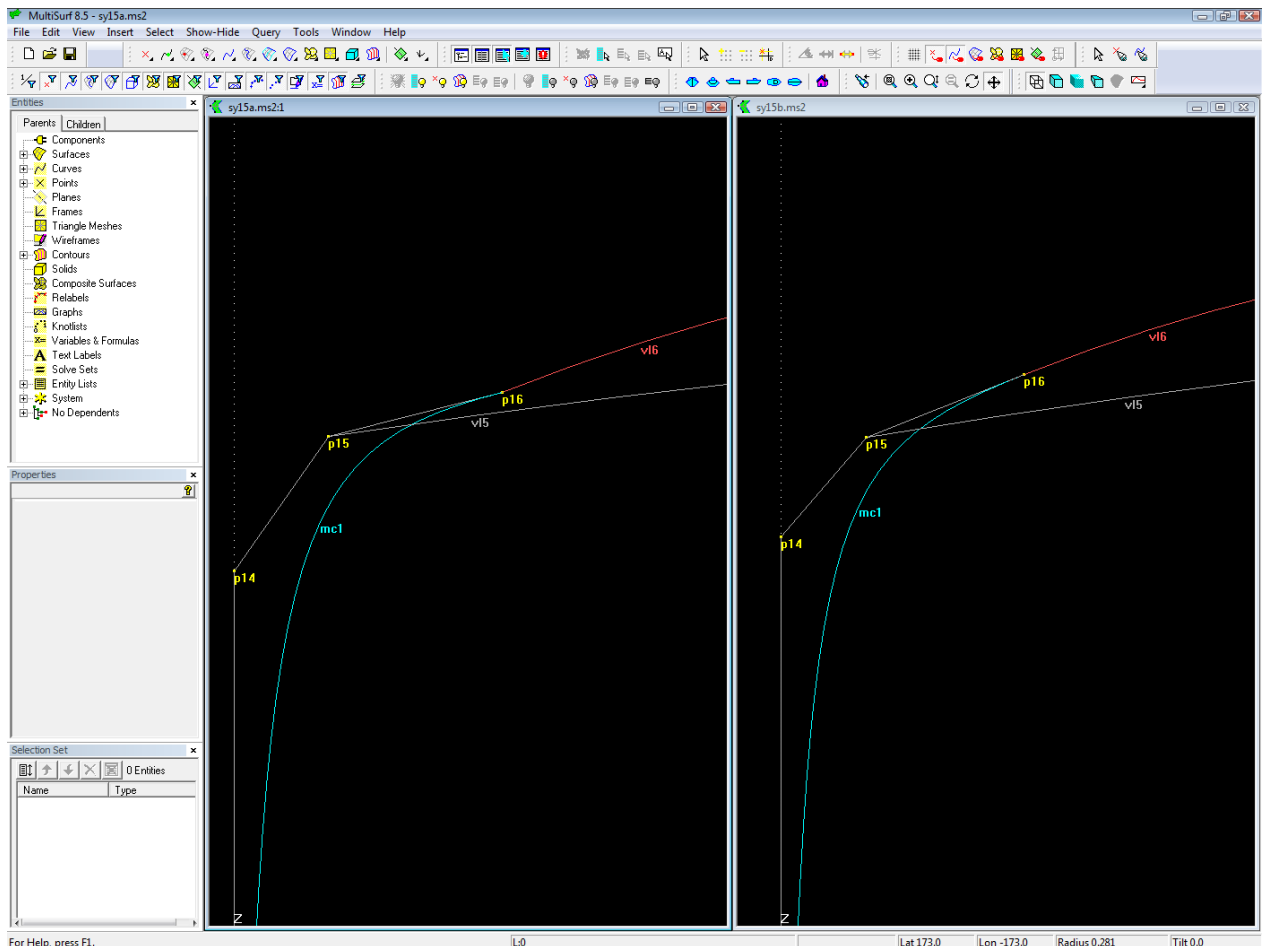 MultiSurf 8.5 - sy15a.ms2
File Edit View Insert Select Show-Hide Query Tools Window Help
Entities
Parents Children
Components
Surfaces
Curves
Points
Planes
Frames
Triangle Meshes
Wireframes
Contours
Solids
Composite Surfaces
Relabels
Graphs
Knotlists
Variables & Formulas
Text Labels
Solve Sets
Entity Lists
System
No Dependents
Properties
Selection Set
0 Entities
Name Type
sy15a.ms2:1
vl6
p16
vl5
p15
mc1
p14
Z
sy15b.ms2
vl6
p16
vl5
p15
mc1
p14
Z
For Help, press F1. L:0 Lat 173.0 Lon -173.0 Radius 0.281 Tilt 0.0